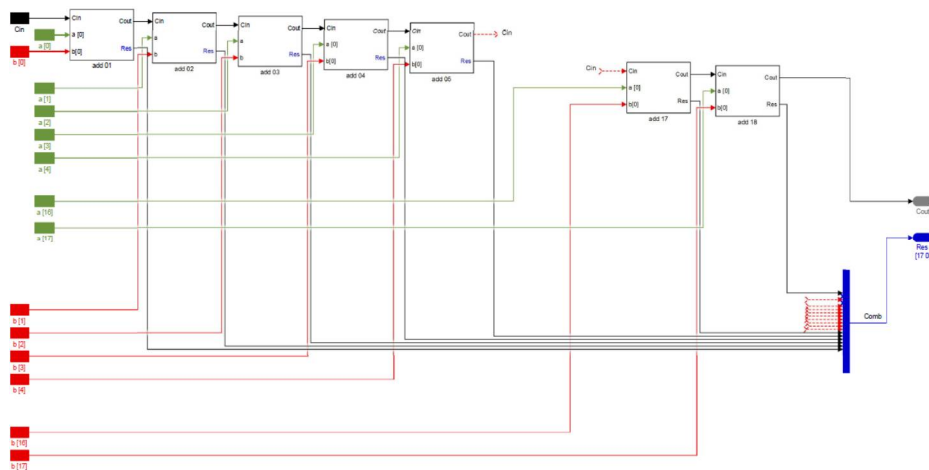 Cin
a [0]
b [0]
Cin
a [0]
b[0]
Cout
Res
add 01
Cin
a
b
Cout
Res
add 02
Cin
a
b
Cout
Res
add 03
Cin
a [0]
b[0]
Cout
Res
add 04
Cin
a [0]
b[0]
Cout
Res
add 05
Cin
Cin
Cin
a [0]
b[0]
Cout
Res
add 17
Cin
a [0]
b[0]
Cout
Res
add 18
a [1]
a [2]
a [3]
a [4]
a [16]
a [17]
Cout
Res
[17 0
Comb
b [1]
b [2]
b [3]
b [4]
b [16]
b [17]